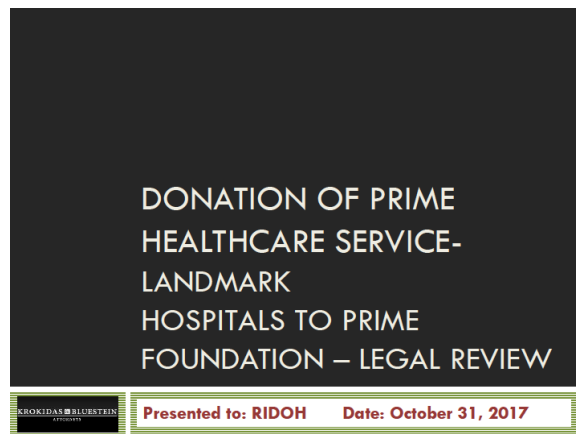 DONATION OF PRIME
HEALTHCARE SERVICE-
LANDMARK
HOSPITALS TO PRIME
FOUNDATION – LEGAL REVIEW
KROKIDAS & BLUESTEIN
ATTORNEYS
Presented to: RIDOH Date: October 31, 2017